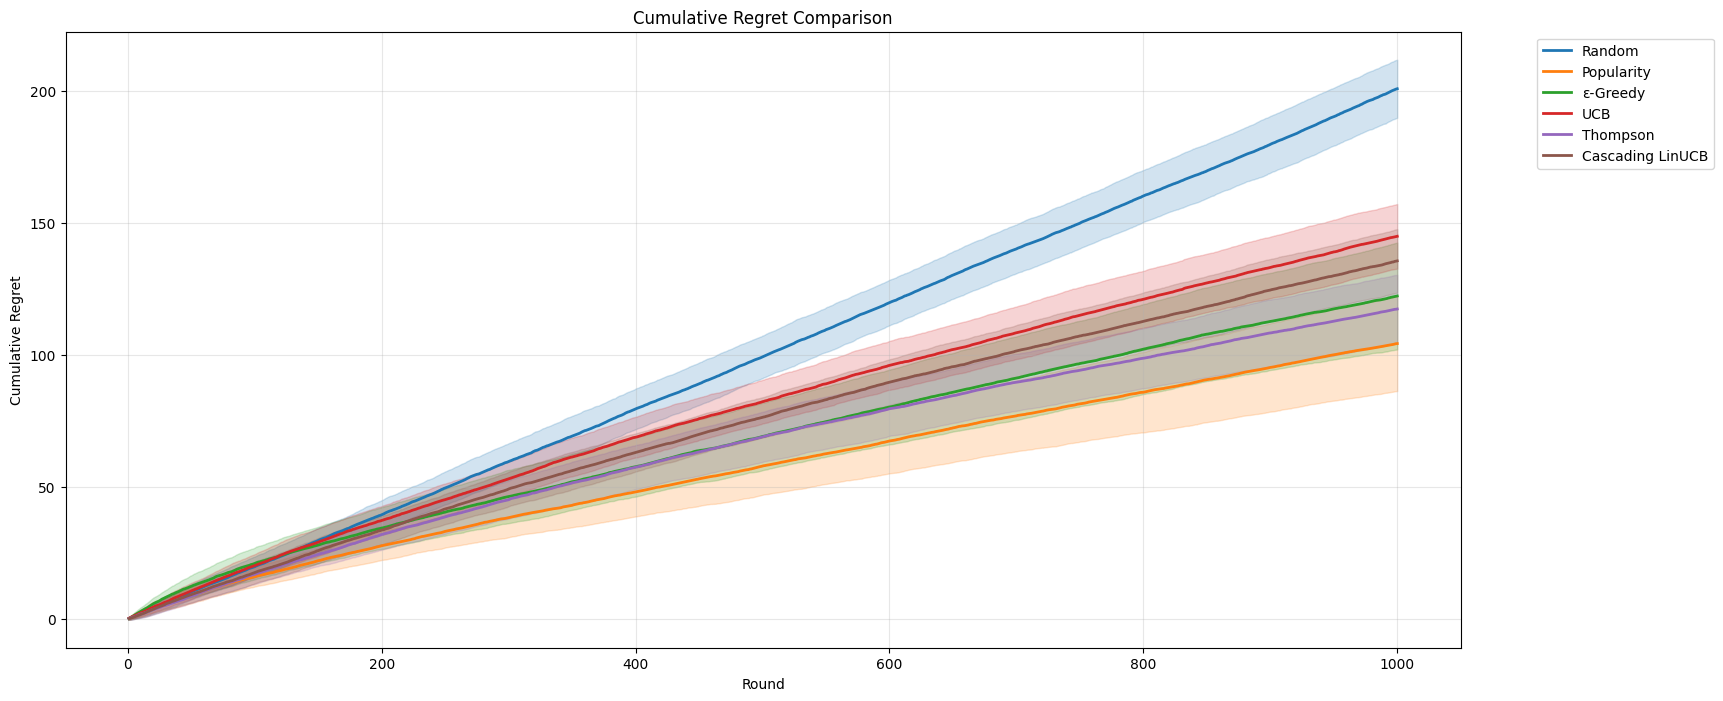 Cumulative Regret Comparison
Random
Popularity
ε-Greedy
UCB
Thompson
Cascading LinUCB
Cumulative Regret
200
150
100
50
0
0 200 400 600 800 1000
Round